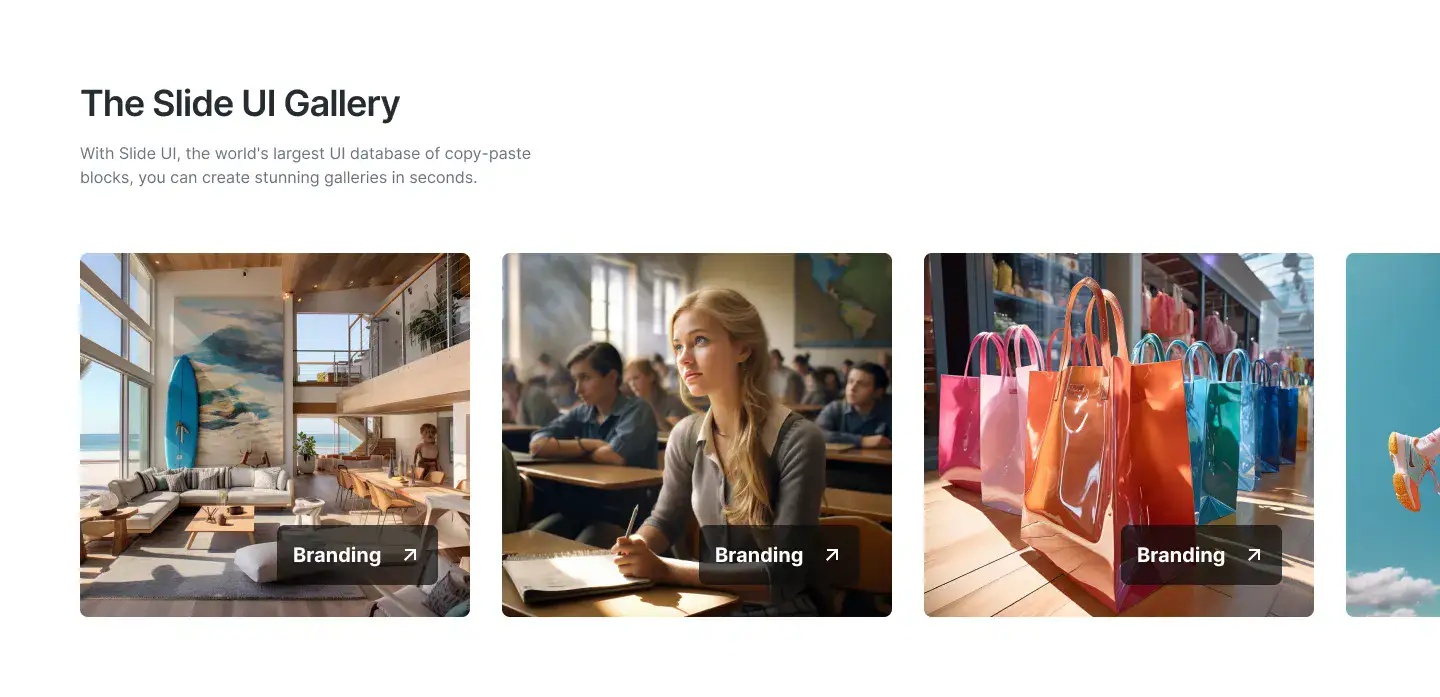 The Slide UI Gallery
With Slide UI, the world's largest UI database of copy-paste
blocks, you can create stunning galleries in seconds.
Branding
Branding
Branding